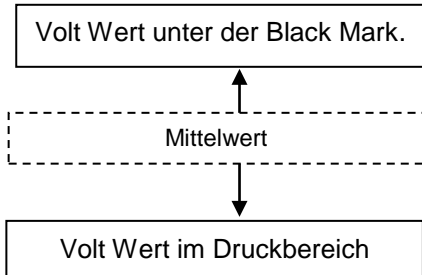 Volt Wert unter der Black Mark.
Mittelwert
Volt Wert im Druckbereich